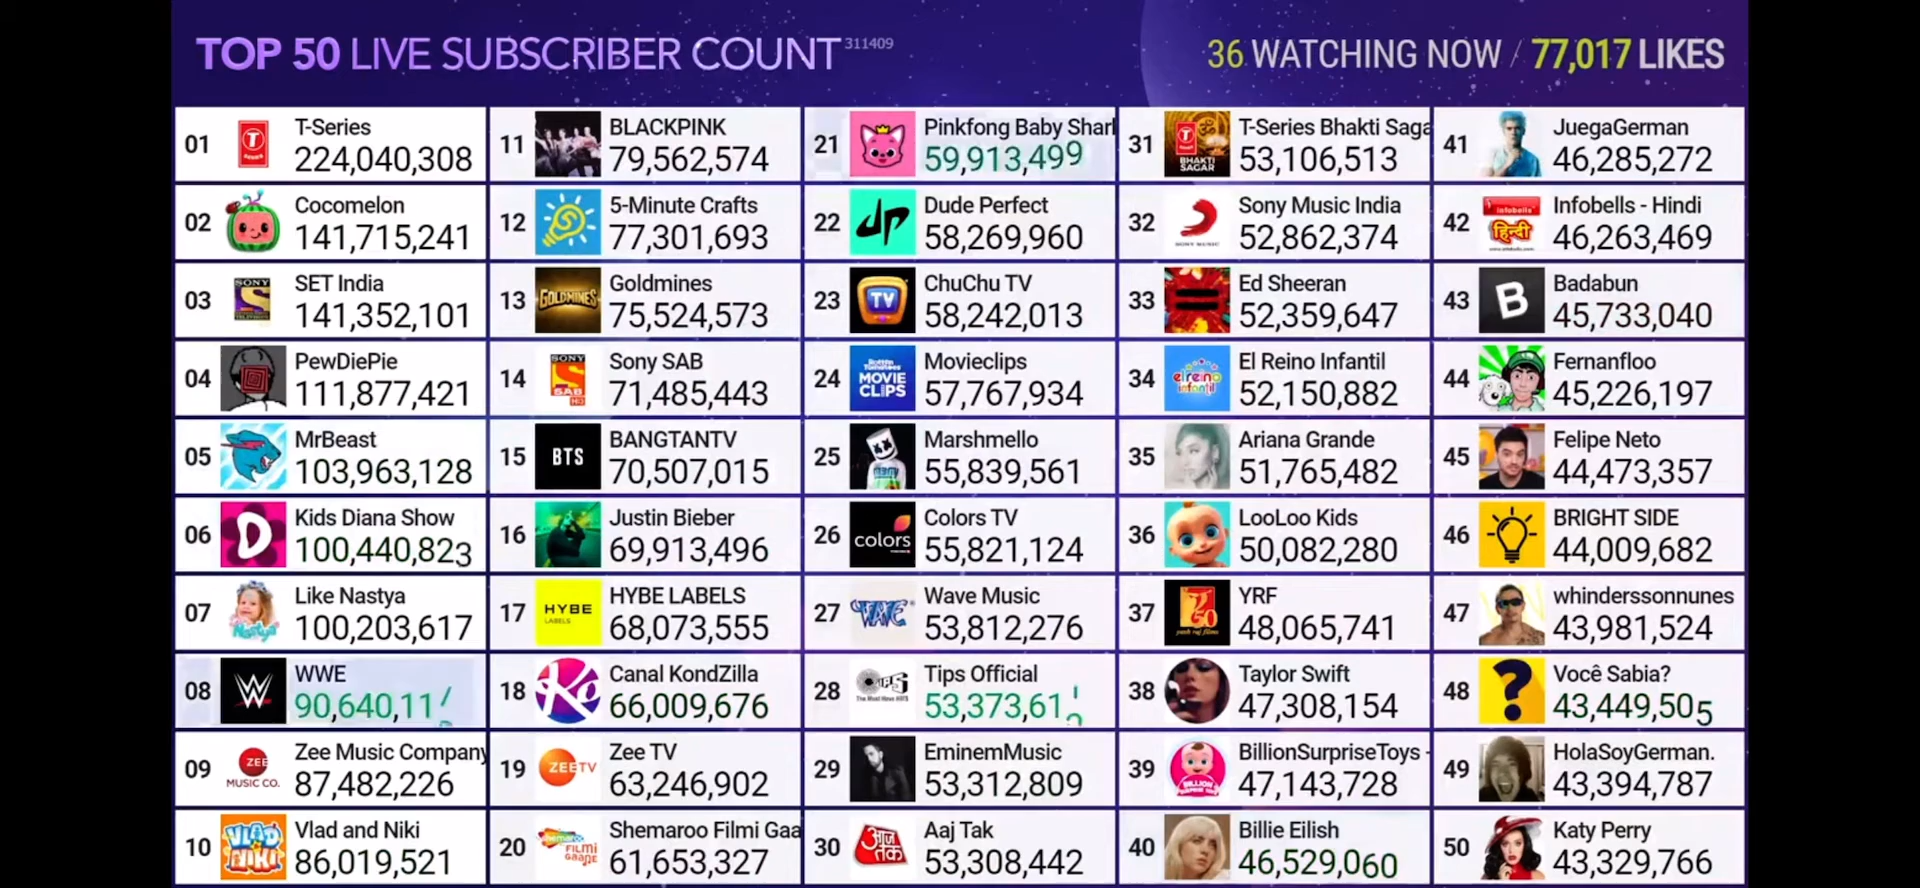 TOP 50 LIVE SUBSCRIBER COUNT 311409
36 WATCHING NOW / 77,017 LIKES
01 T-Series
224,040,308
02 Cocomelon
141,715,241
03 SET India
141,352,101
04 PewDiePie
111,877,421
05 MrBeast
103,963,128
06 Kids Diana Show
100,440,823
07 Like Nastya
100,203,617
08 WWE
90,640,11
09 Zee Music Company
87,482,226
10 Vlad and Niki
86,019,521
11 BLACKPINK
79,562,574
12 5-Minute Crafts
77,301,693
13 Goldmines
75,524,573
14 Sony SAB
71,485,443
15 BANGTANTV
70,507,015
16 Justin Bieber
69,913,496
17 HYBE LABELS
68,073,555
18 Canal KondZilla
66,009,676
19 Zee TV
63,246,902
20 Shemaroo Filmi Gaa
61,653,327
21 Pinkfong Baby Shark
59,913,499
22 Dude Perfect
58,269,960
23 ChuChu TV
58,242,013
24 Movieclips
57,767,934
25 Marshmello
55,839,561
26 Colors TV
55,821,124
27 Wave Music
53,812,276
28 Tips Official
53,373,61
29 EminemMusic
53,312,809
30 Aaj Tak
53,308,442
31 T-Series Bhakti Saga
53,106,513
32 Sony Music India
52,862,374
33 Ed Sheeran
52,359,647
34 El Reino Infantil
52,150,882
35 Ariana Grande
51,765,482
36 LooLoo Kids
50,082,280
37 YRF
48,065,741
38 Taylor Swift
47,308,154
39 BillionSurpriseToys -
47,143,728
40 Billie Eilish
46,529,060
41 JuegaGerman
46,285,272
42 Infobells - Hindi
46,263,469
43 Badabun
45,733,040
44 Fernanfloo
45,226,197
45 Felipe Neto
44,473,357
46 BRIGHT SIDE
44,009,682
47 whinderssonnunes
43,981,524
48 Você Sabia?
43,449,505
49 HolaSoyGerman.
43,394,787
50 Katy Perry
43,329,766